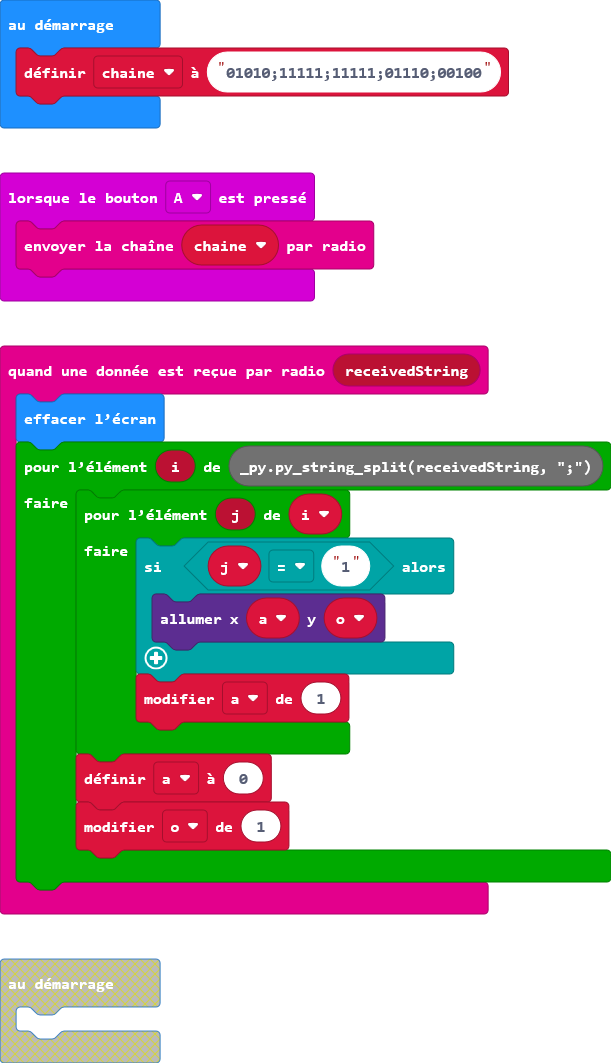 au démarrage
définir chaine à "01010;11111;11111;01110;00100"
lorsque le bouton A est pressé
envoyer la chaîne chaine par radio
quand une donnée est reçue par radio receivedString
effacer l'écran
pour l'élément i de _py.py_string_split(receivedString, ";")
faire
pour l'élément j de i
faire
si j = "1" alors
allumer x a y o
modifier a de 1
définir a à 0
modifier o de 1
au démarrage